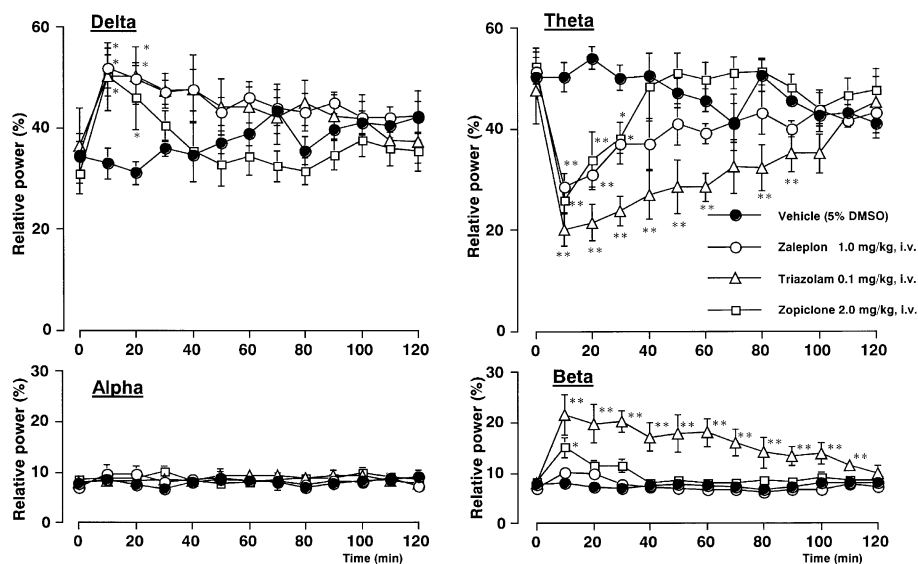 Delta
60
40
20
0
Relative power (%)
* * *
* * *
0 20 40 60 80 100 120
Theta
60
40
20
0
Relative power (%)
** ** ** ** * * ** ** ** ** ** ** ** **
Vehicle (5% DMSO)
Zaleplon 1.0 mg/kg, i.v.
Triazolam 0.1 mg/kg, i.v.
Zopiclone 2.0 mg/kg, i.v.
0 20 40 60 80 100 120
Alpha
30
20
10
0
Relative power (%)
0 20 40 60 80 100 120
Time (min)
Beta
30
20
10
0
Relative power (%)
** ** ** ** ** ** ** ** ** ** **
*
0 20 40 60 80 100 120
Time (min)